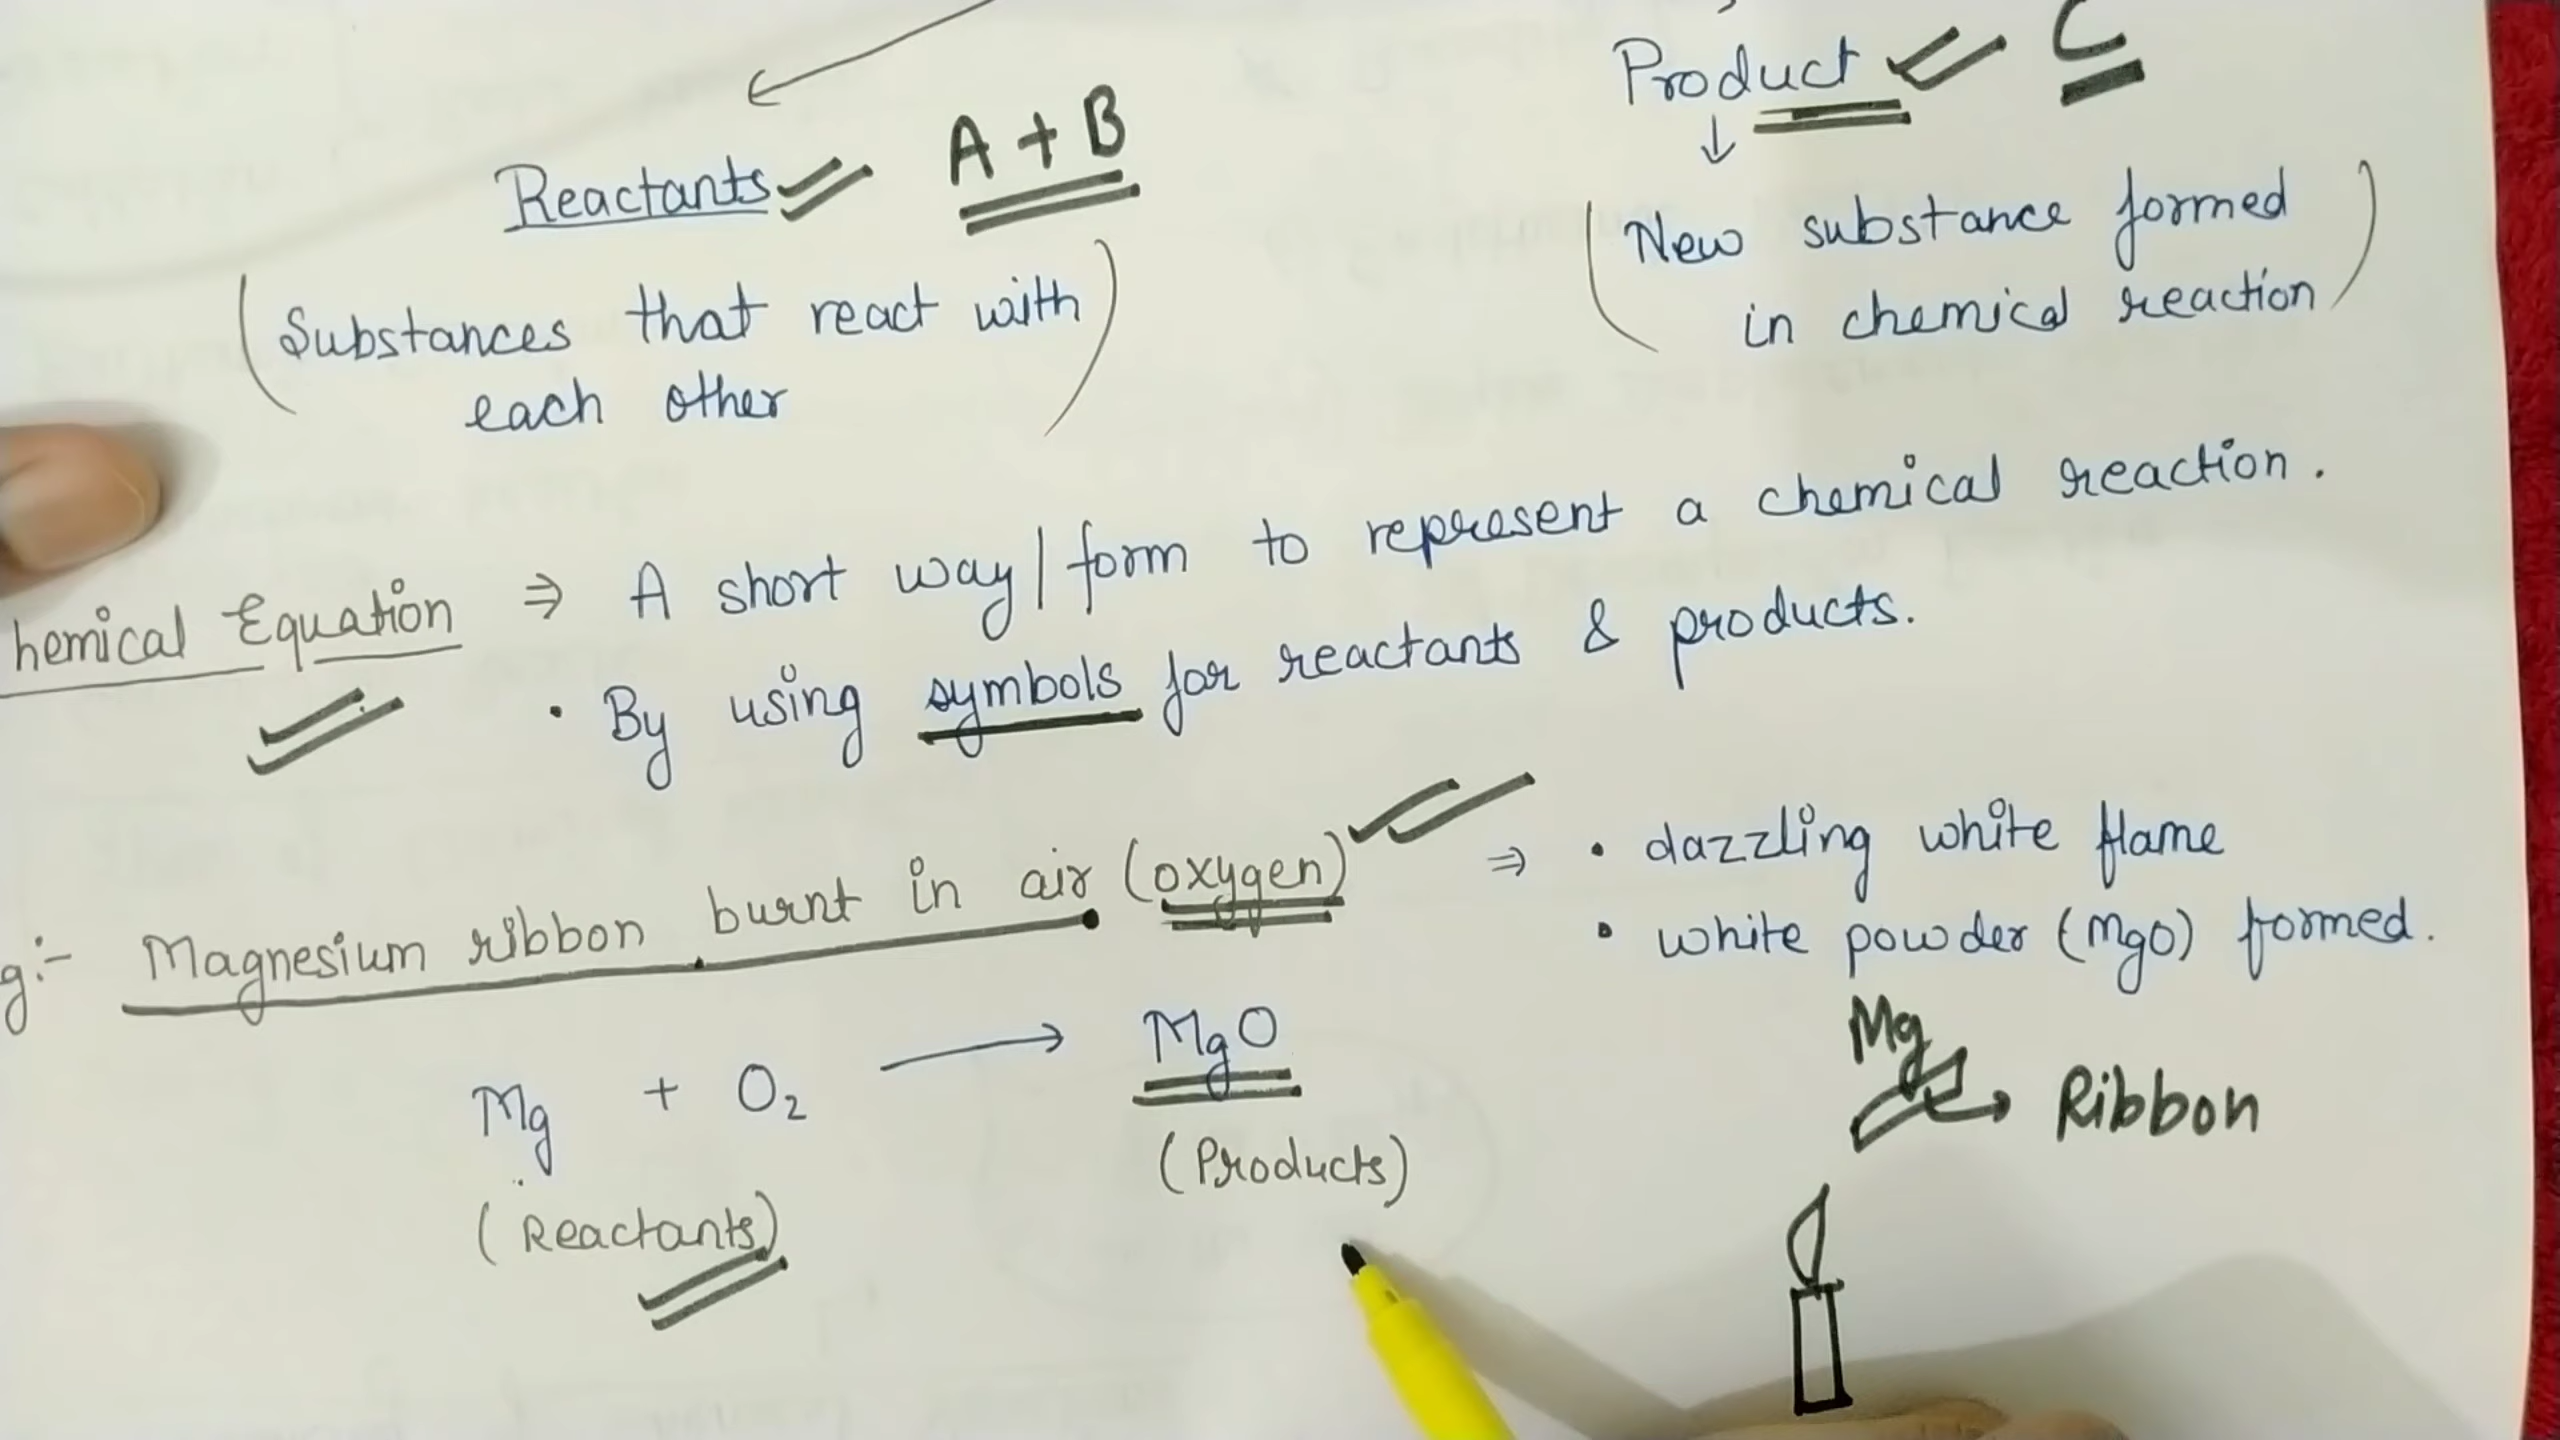 Product C
Reactants A + B
(New substance formed
in chemical reaction)
(Substances that react with
each other)
hemical Equation ⇒ A short way/form to represent a chemical reaction.
• By using symbols for reactants & products.
g:- Magnesium ribbon burnt in air (oxygen) ⇒ • dazzling white flame
• white powder (MgO) formed.
Mg + O₂ ⟶ MgO
(Reactants) (Products)
Mg
Ribbon